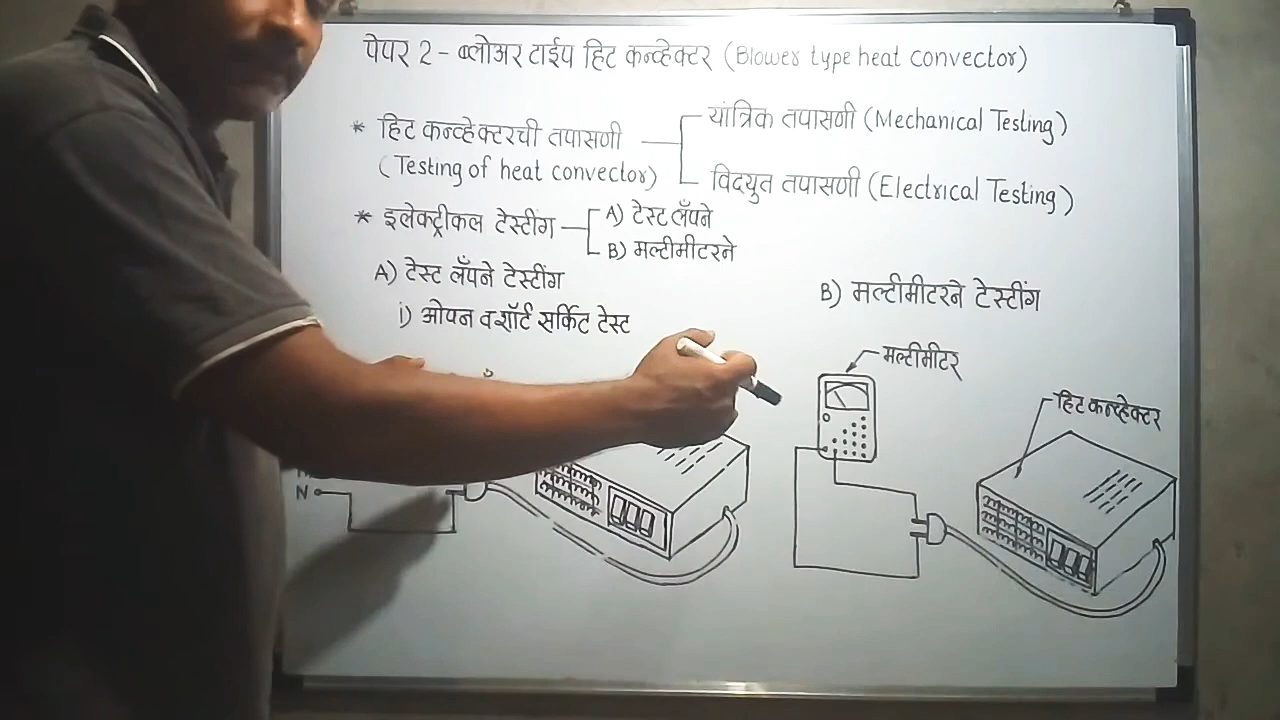 पेपर 2 - ब्लोअर टाईप हिट कन्व्हेक्टर (Blower type heat convector)
* हिट कन्व्हेक्टरची तपासणी
(Testing of heat convector)
यांत्रिक तपासणी (Mechanical Testing)
विदयुत तपासणी (Electrical Testing)
* इलेक्ट्रीकल टेस्टींग
A) टेस्ट लँपने
B) मल्टीमीटरने
A) टेस्ट लँपने टेस्टींग
i) ओपन व शॉर्ट सर्किट टेस्ट
N
B) मल्टीमीटरने टेस्टींग
मल्टीमीटर
हिट कन्व्हेक्टर